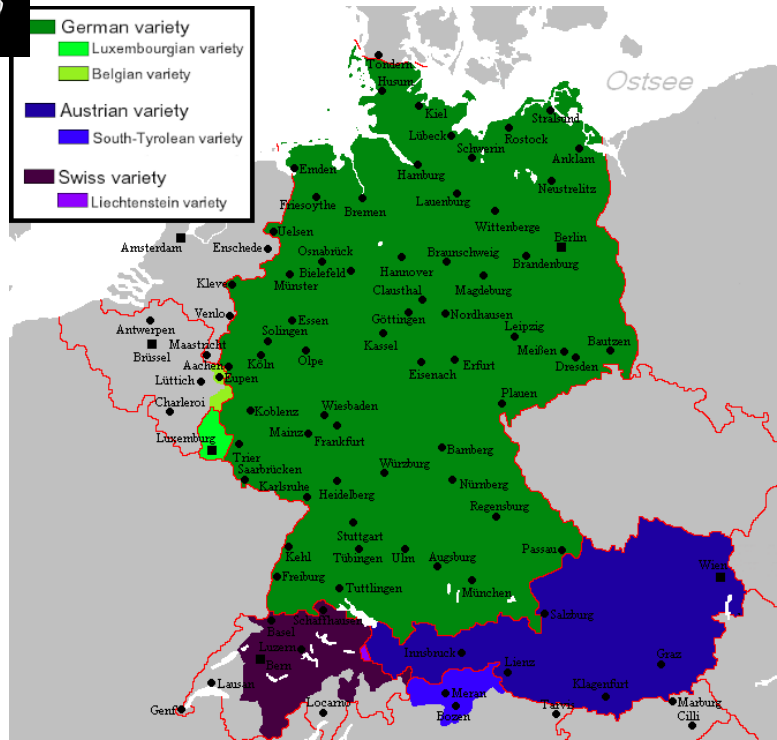 German variety
Luxembourgian variety
Belgian variety
Austrian variety
South-Tyrolean variety
Swiss variety
Liechtenstein variety
Ostsee
Tondern
Husum
Kiel
Stralsund
Lübeck
Rostock
Schwerin
Anklam
Emden
Hamburg
Neustrelitz
Friesoythe
Bremen
Lauenburg
Wittenberge
Uelsen
Amsterdam
Enschede
Osnabrück
Braunschweig
Berlin
Brandenburg
Bielefeld
Hannover
Kleve
Münster
Clausthal
Magdeburg
Venlo
Essen
Göttingen
Nordhausen
Antwerpen
Solingen
Leipzig
Brüssel
Maastricht
Kassel
Meißen
Bautzen
Aachen
Köln
Olpe
Eisenach
Erfurt
Dresden
Lüttich
Eupen
Charleroi
Plauen
Koblenz
Wiesbaden
Luxemburg
Mainz
Frankfurt
Bamberg
Trier
Saarbrücken
Würzburg
Karlsruhe
Heidelberg
Nürnberg
Regensburg
Stuttgart
Kehl
Tübingen
Ulm
Augsburg
Passau
Freiburg
Tuttlingen
München
Wien
Schaffhausen
Basel
Salzburg
Luzern
Bern
Innsbruck
Lienz
Graz
Lausan
Meran
Klagenfurt
Genf
Locarno
Bozen
Tarvis
Marburg
Cilli